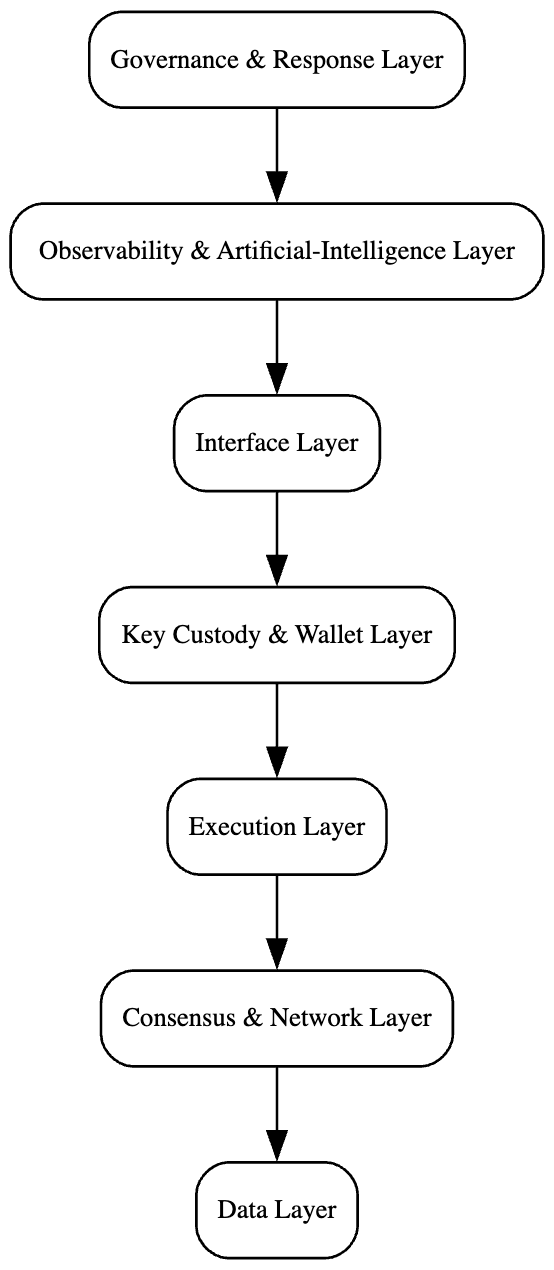 Governance & Response Layer
Observability & Artificial-Intelligence Layer
Interface Layer
Key Custody & Wallet Layer
Execution Layer
Consensus & Network Layer
Data Layer